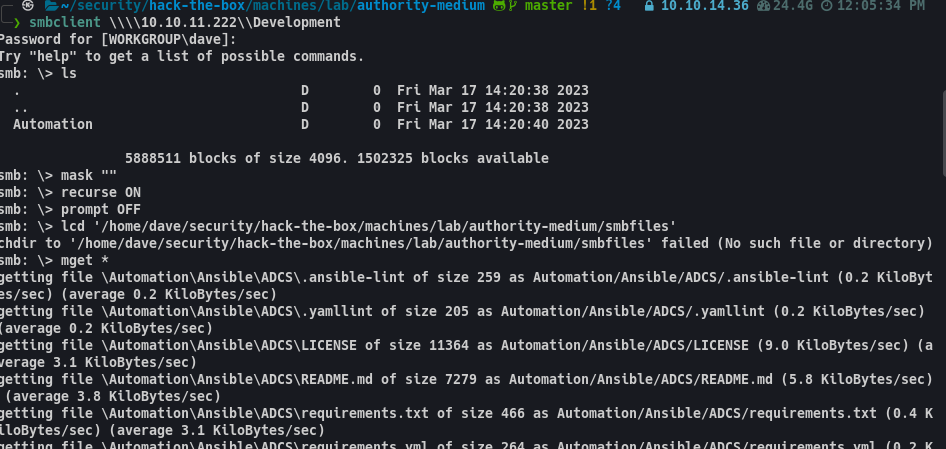 ~/security/hack-the-box/machines/lab/authority-medium master !1 ?4 10.10.14.36 24.4G 12:05:34 PM
❯ smbclient \\\\10.10.11.222\\Development
Password for [WORKGROUP\dave]:
Try "help" to get a list of possible commands.
smb: \> ls
. D 0 Fri Mar 17 14:20:38 2023
.. D 0 Fri Mar 17 14:20:38 2023
Automation D 0 Fri Mar 17 14:20:40 2023
5888511 blocks of size 4096. 1502325 blocks available
smb: \> mask ""
smb: \> recurse ON
smb: \> prompt OFF
smb: \> lcd '/home/dave/security/hack-the-box/machines/lab/authority-medium/smbfiles'
chdir to '/home/dave/security/hack-the-box/machines/lab/authority-medium/smbfiles' failed (No such file or directory)
smb: \> mget *
getting file \Automation\Ansible\ADCS\.ansible-lint of size 259 as Automation/Ansible/ADCS/.ansible-lint (0.2 KiloByt
es/sec) (average 0.2 KiloBytes/sec)
getting file \Automation\Ansible\ADCS\.yamllint of size 205 as Automation/Ansible/ADCS/.yamllint (0.2 KiloBytes/sec)
(average 0.2 KiloBytes/sec)
getting file \Automation\Ansible\ADCS\LICENSE of size 11364 as Automation/Ansible/ADCS/LICENSE (9.0 KiloBytes/sec) (a
verage 3.1 KiloBytes/sec)
getting file \Automation\Ansible\ADCS\README.md of size 7279 as Automation/Ansible/ADCS/README.md (5.8 KiloBytes/sec)
(average 3.8 KiloBytes/sec)
getting file \Automation\Ansible\ADCS\requirements.txt of size 466 as Automation/Ansible/ADCS/requirements.txt (0.4 K
iloBytes/sec) (average 3.1 KiloBytes/sec)
getting file \Automation\Ansible\ADCS\requirements.yml of size 264 as Automation/Ansible/ADCS/requirements.yml (0.2 K